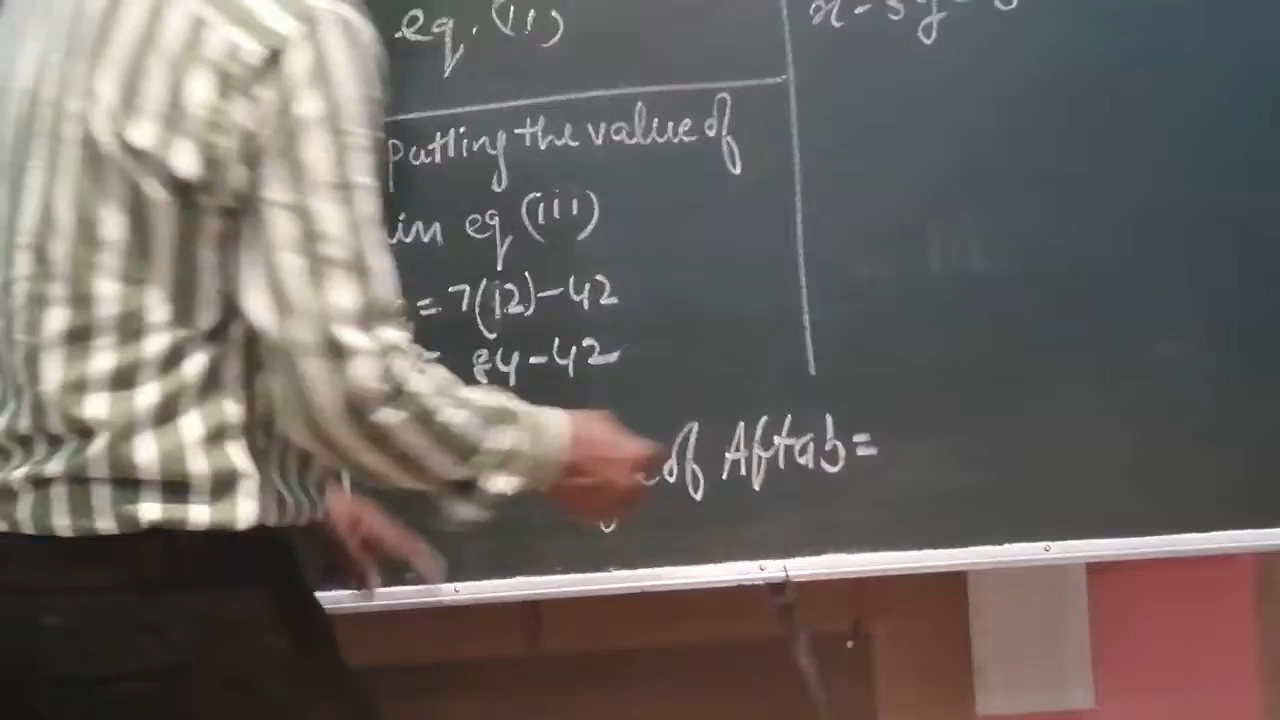 eq. (ii)
Putting the value of
in eq (iii)
= 7(12)-42
= 84-42
of Aftab=